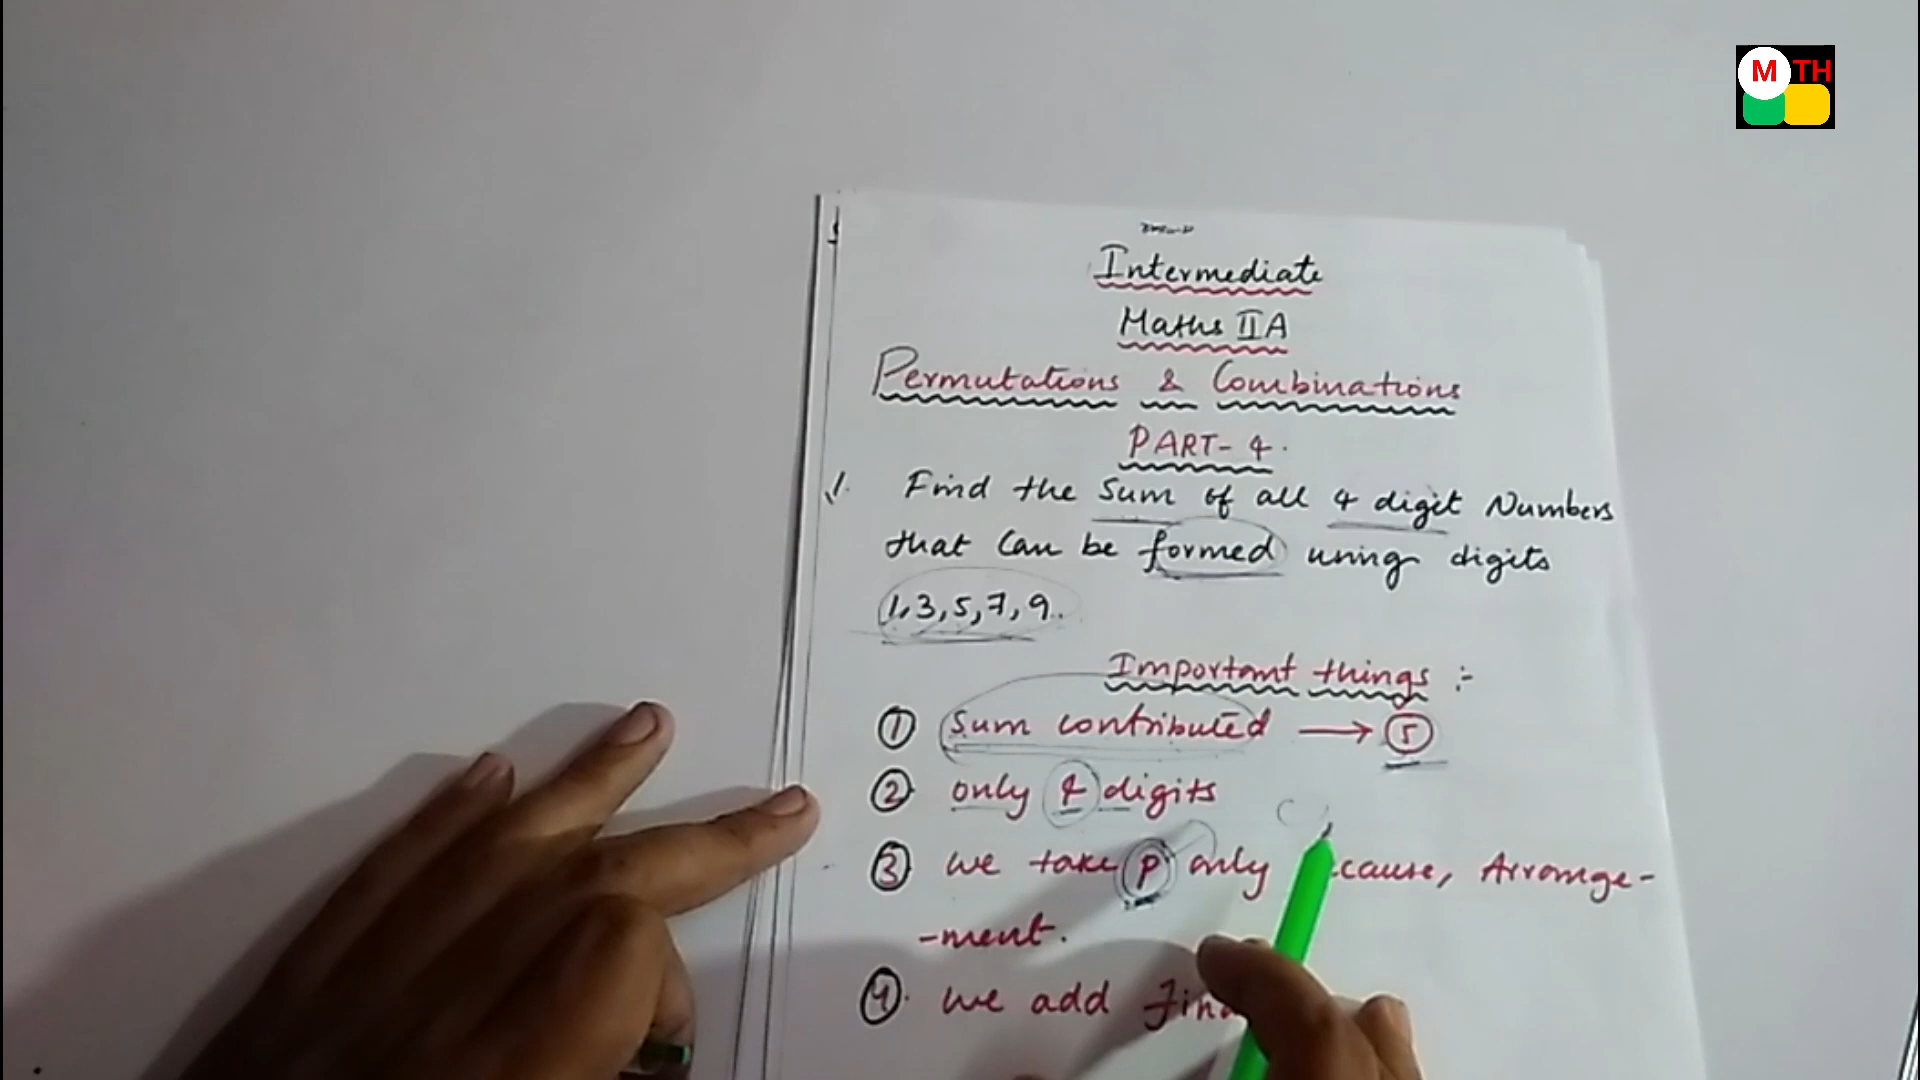 M TH
Intermediate
Maths IIA
Permutations & Combinations
PART-4.
1. Find the sum of all 4 digit Numbers
that can be formed using digits
1,3,5,7,9.
Important things :-
① Sum contributed → ⑤
② only 4 digits
③ we take P only cause, Arrange-
-ment.
④. we add